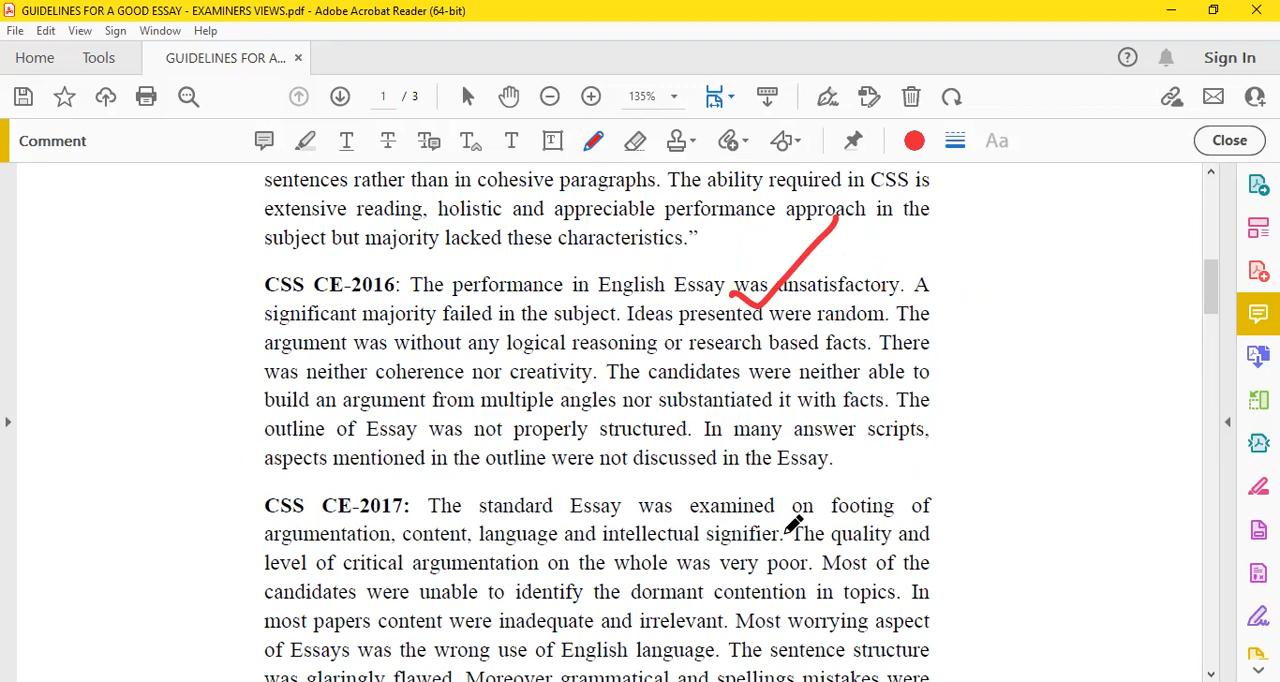 GUIDELINES FOR A GOOD ESSAY - EXAMINERS VIEWS.pdf - Adobe Acrobat Reader (64-bit)
File Edit View Sign Window Help
Home Tools GUIDELINES FOR A... × Sign In
1 / 3 135%
Comment T T T T T Aa Close
sentences rather than in cohesive paragraphs. The ability required in CSS is
extensive reading, holistic and appreciable performance approach in the
subject but majority lacked these characteristics.”
CSS CE-2016: The performance in English Essay was unsatisfactory. A
significant majority failed in the subject. Ideas presented were random. The
argument was without any logical reasoning or research based facts. There
was neither coherence nor creativity. The candidates were neither able to
build an argument from multiple angles nor substantiated it with facts. The
outline of Essay was not properly structured. In many answer scripts,
aspects mentioned in the outline were not discussed in the Essay.
CSS CE-2017: The standard Essay was examined on footing of
argumentation, content, language and intellectual signifier. The quality and
level of critical argumentation on the whole was very poor. Most of the
candidates were unable to identify the dormant contention in topics. In
most papers content were inadequate and irrelevant. Most worrying aspect
of Essays was the wrong use of English language. The sentence structure
was glaringly flawed. Moreover grammatical and spellings mistakes were